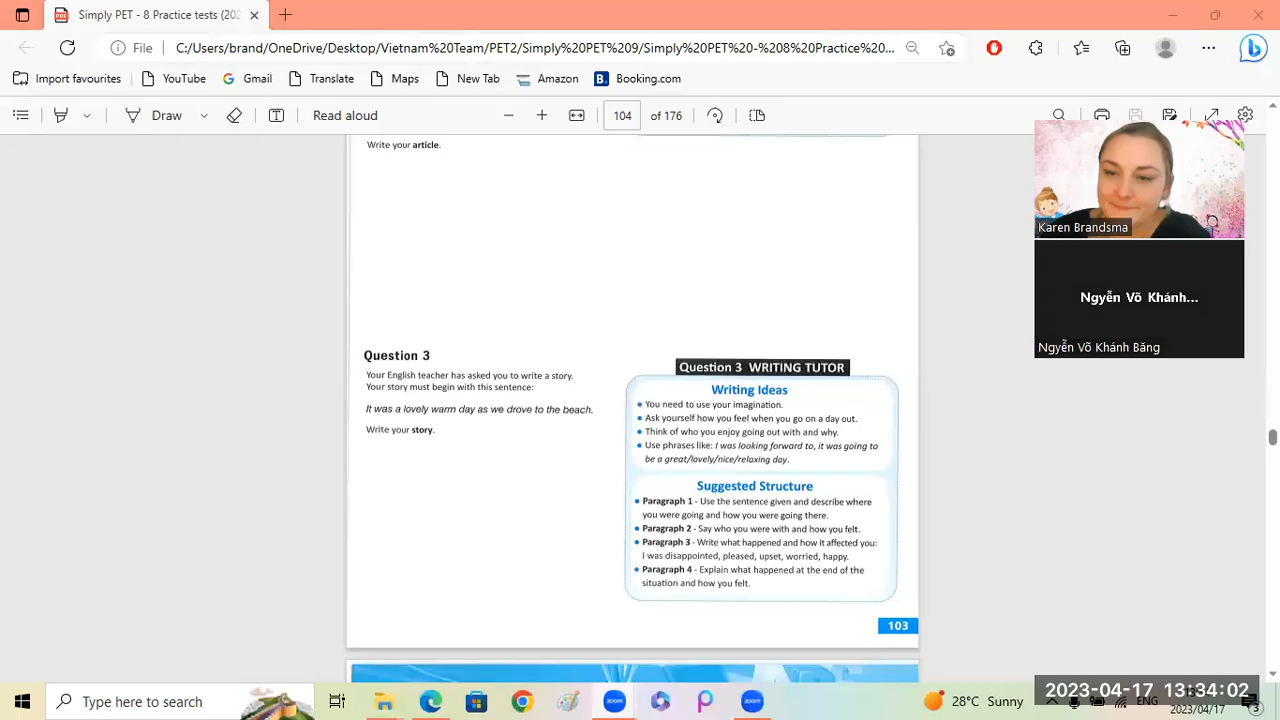 Simply PET - 8 Practice tests (202
File
C:/Users/brand/OneDrive/Desktop/Vietnam%20Team/PET2/Simply%20PET%209/Simply%20PET%20-%208%20Practice%20...
Import favourites
YouTube
Gmail
Translate
Maps
New Tab
Amazon
B.
Booking.com
Draw
Read aloud
104
of 176
Write your article.
Karen Brandsma
Ngyễn Võ Khánh...
Ngyễn Võ Khánh Băng
Question 3
Your English teacher has asked you to write a story.
Your story must begin with this sentence:
It was a lovely warm day as we drove to the beach.
Write your story.
Question 3 WRITING TUTOR
Writing Ideas
• You need to use your imagination.
• Ask yourself how you feel when you go on a day out.
• Think of who you enjoy going out with and why.
• Use phrases like: I was looking forward to, it was going to
be a great/lovely/nice/relaxing day.
Suggested Structure
• Paragraph 1 - Use the sentence given and describe where
you were going and how you were going there.
• Paragraph 2 - Say who you were with and how you felt.
• Paragraph 3 - Write what happened and how it affected you:
I was disappointed, pleased, upset, worried, happy.
• Paragraph 4 - Explain what happened at the end of the
situation and how you felt.
103
Type here to search
28°C Sunny
ENG
2023-04-17 13:34:02
2023/04/17
3